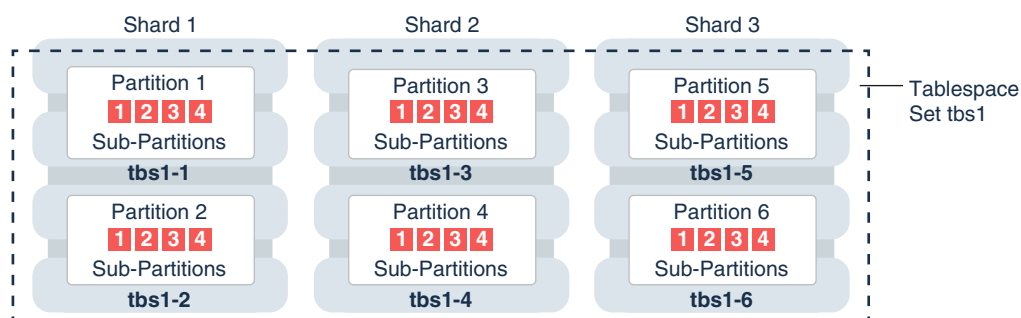 Shard 1
Shard 2
Shard 3
Partition 1
1 2 3 4
Sub-Partitions
tbs1-1
Partition 3
1 2 3 4
Sub-Partitions
tbs1-3
Partition 5
1 2 3 4
Sub-Partitions
tbs1-5
Tablespace
Set tbs1
Partition 2
1 2 3 4
Sub-Partitions
tbs1-2
Partition 4
1 2 3 4
Sub-Partitions
tbs1-4
Partition 6
1 2 3 4
Sub-Partitions
tbs1-6